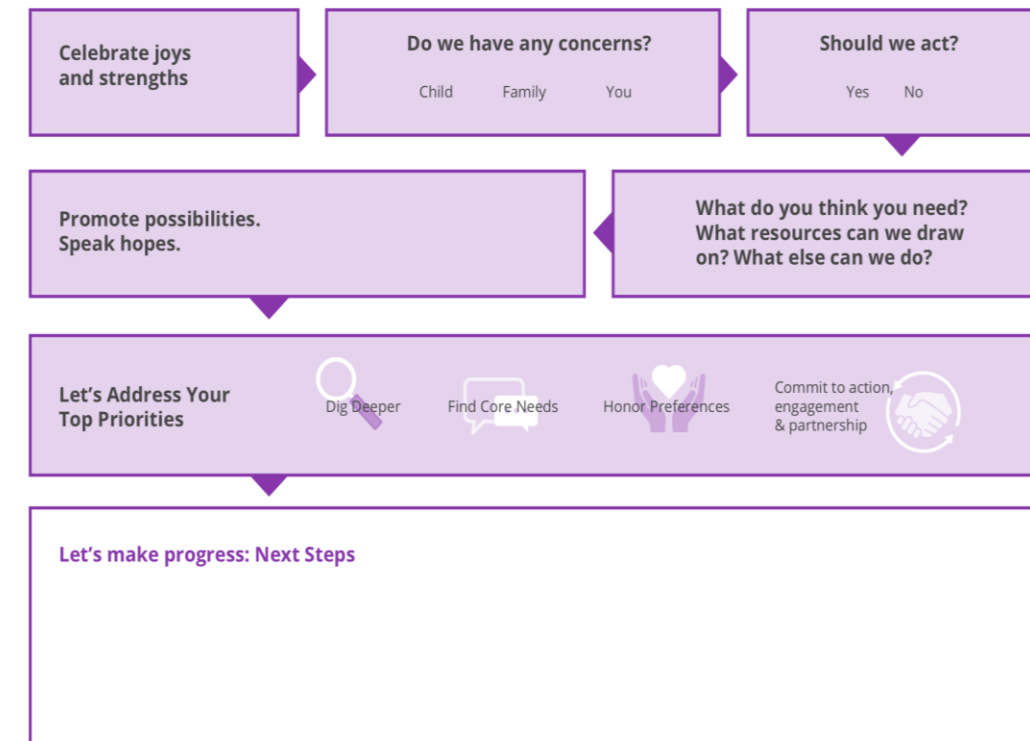 Celebrate joys
and strengths
Do we have any concerns?
Child Family You
Should we act?
Yes No
What do you think you need?
What resources can we draw
on? What else can we do?
Promote possibilities.
Speak hopes.
Let's Address Your
Top Priorities
Dig Deeper
Find Core Needs
Honor Preferences
Commit to action,
engagement
& partnership
Let's make progress: Next Steps